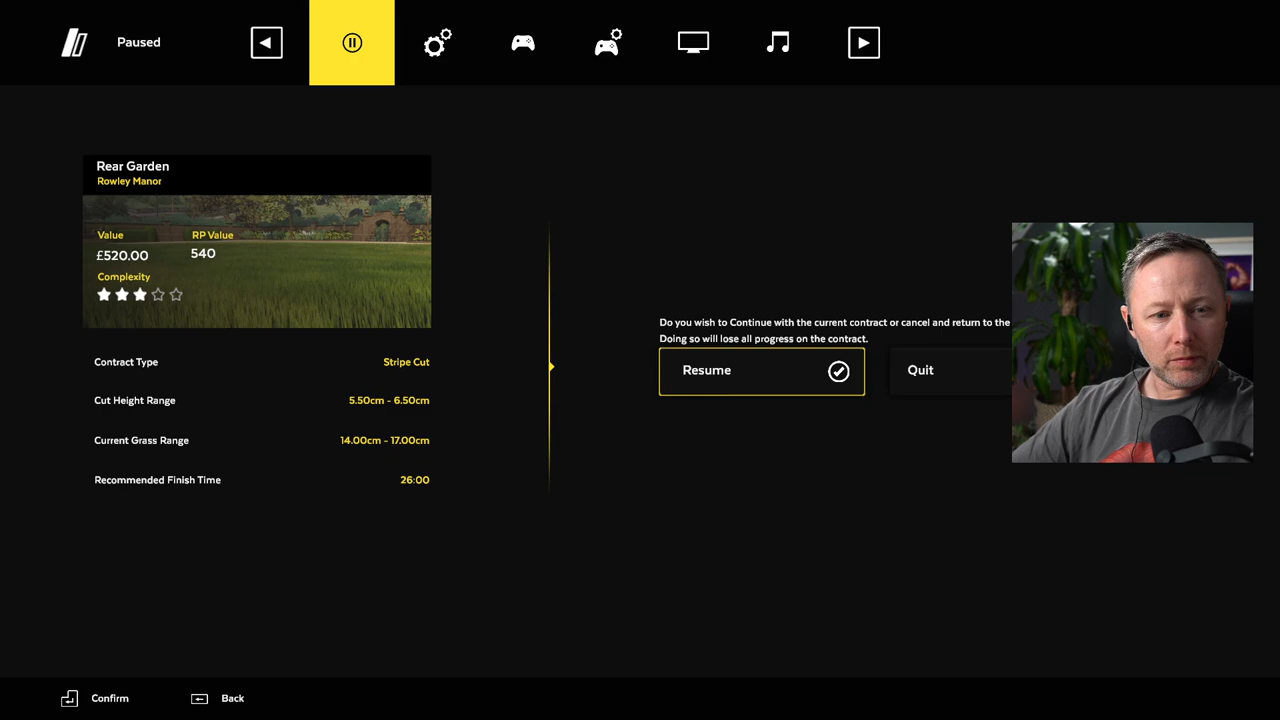 Paused
Rear Garden
Rowley Manor
Value
RP Value
£520.00
540
Complexity
Contract Type
Stripe Cut
Cut Height Range
5.50cm - 6.50cm
Current Grass Range
14.00cm - 17.00cm
Recommended Finish Time
26:00
Do you wish to Continue with the current contract or cancel and return to the
Doing so will lose all progress on the contract.
Resume
Quit
Confirm
Back